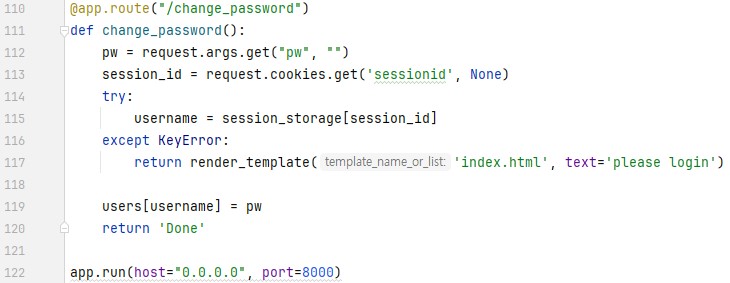 110 @app.route("/change_password")
111 def change_password():
112     pw = request.args.get("pw", "")
113     session_id = request.cookies.get('sessionid', None)
114     try:
115         username = session_storage[session_id]
116     except KeyError:
117         return render_template( template_name_or_list: 'index.html', text='please login')
118
119     users[username] = pw
120     return 'Done'
121
122 app.run(host="0.0.0.0", port=8000)